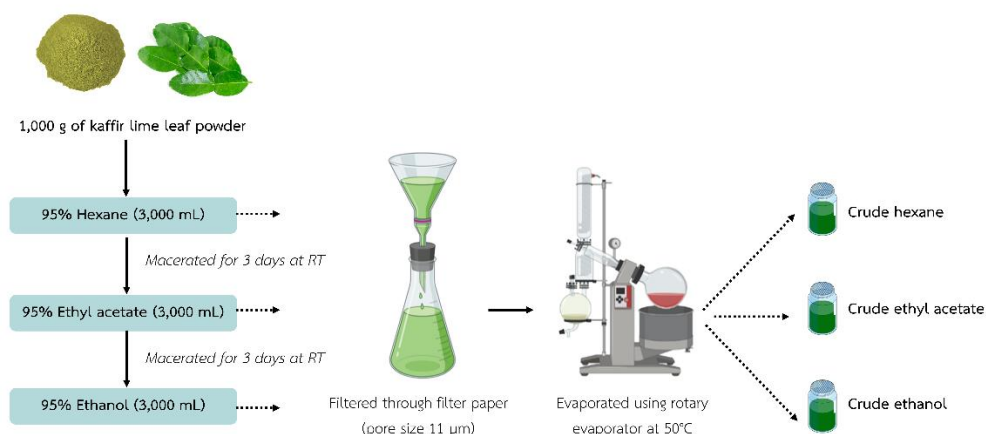 1,000 g of kaffir lime leaf powder
95% Hexane (3,000 mL)
Macerated for 3 days at RT
95% Ethyl acetate (3,000 mL)
Macerated for 3 days at RT
95% Ethanol (3,000 mL)
Filtered through filter paper
(pore size 11 µm)
Evaporated using rotary
evaporator at 50°C
Crude hexane
Crude ethyl acetate
Crude ethanol